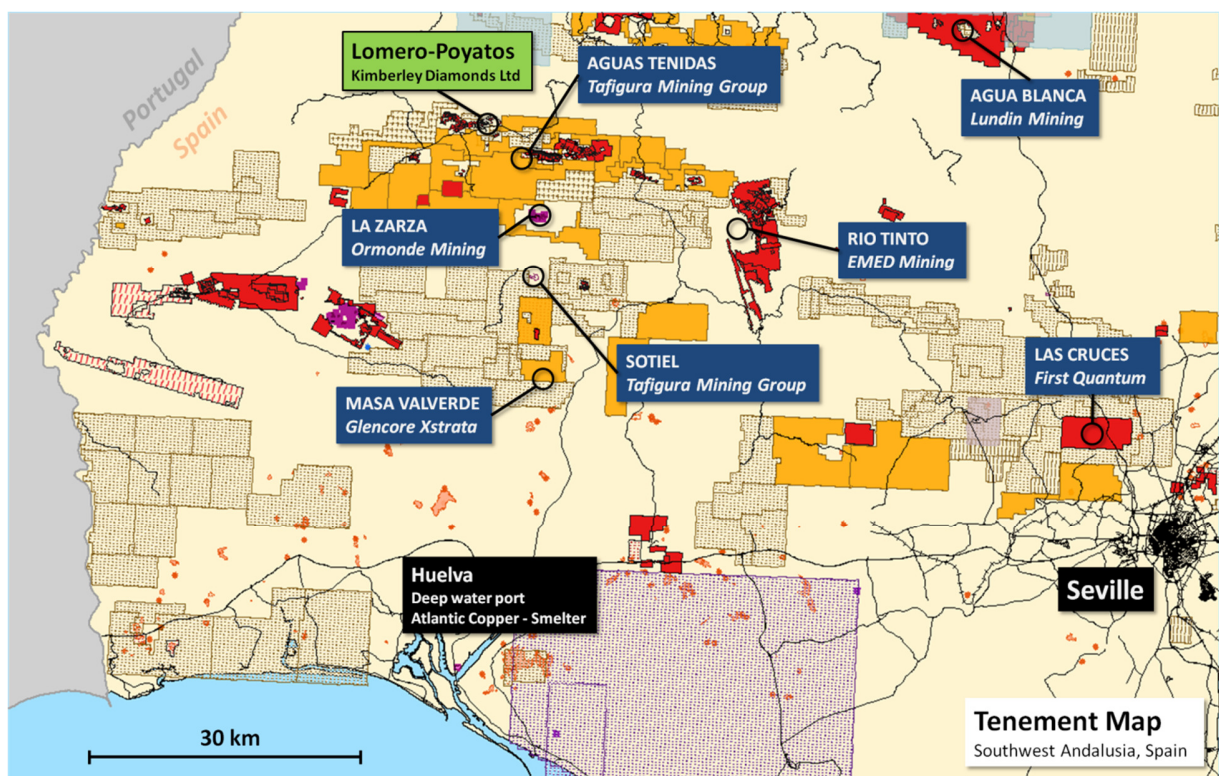 Lomero-Poyatos
Kimberley Diamonds Ltd
AGUAS TENIDAS
Tafigura Mining Group
AGUA BLANCA
Lundin Mining
Portugal
Spain
LA ZARZA
Ormonde Mining
RIO TINTO
EMED Mining
SOTIEL
Tafigura Mining Group
LAS CRUCES
First Quantum
MASA VALVERDE
Glencore Xstrata
Huelva
Deep water port
Atlantic Copper - Smelter
Seville
30 km
Tenement Map
Southwest Andalusia, Spain